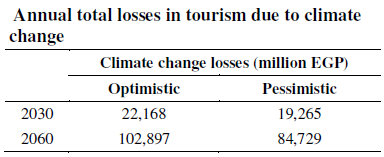 Annual total losses in tourism due to climate
change
Climate change losses (million EGP)
Optimistic Pessimistic
2030 22,168 19,265
2060 102,897 84,729